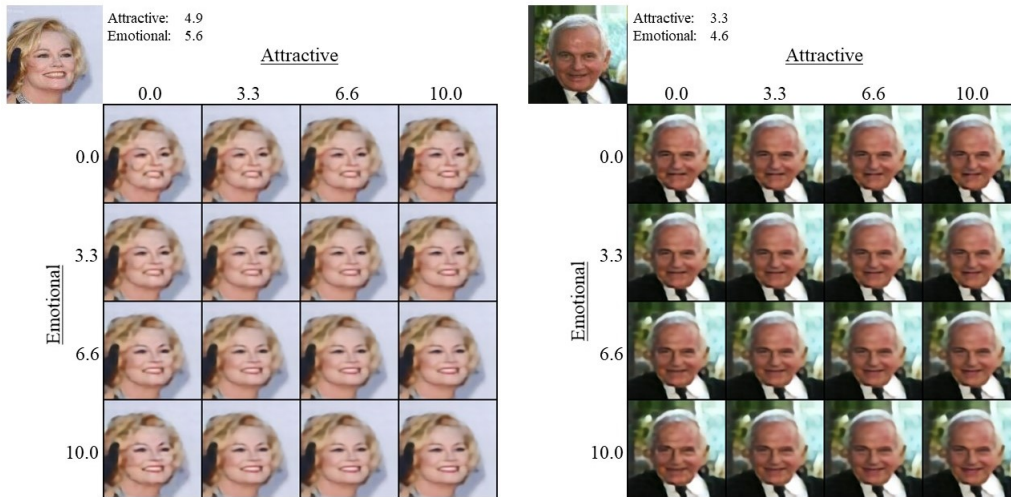 Attractive: 4.9
Emotional: 5.6
Attractive
0.0 3.3 6.6 10.0
Emotional
0.0
3.3
6.6
10.0
Attractive: 3.3
Emotional: 4.6
Attractive
0.0 3.3 6.6 10.0
Emotional
0.0
3.3
6.6
10.0